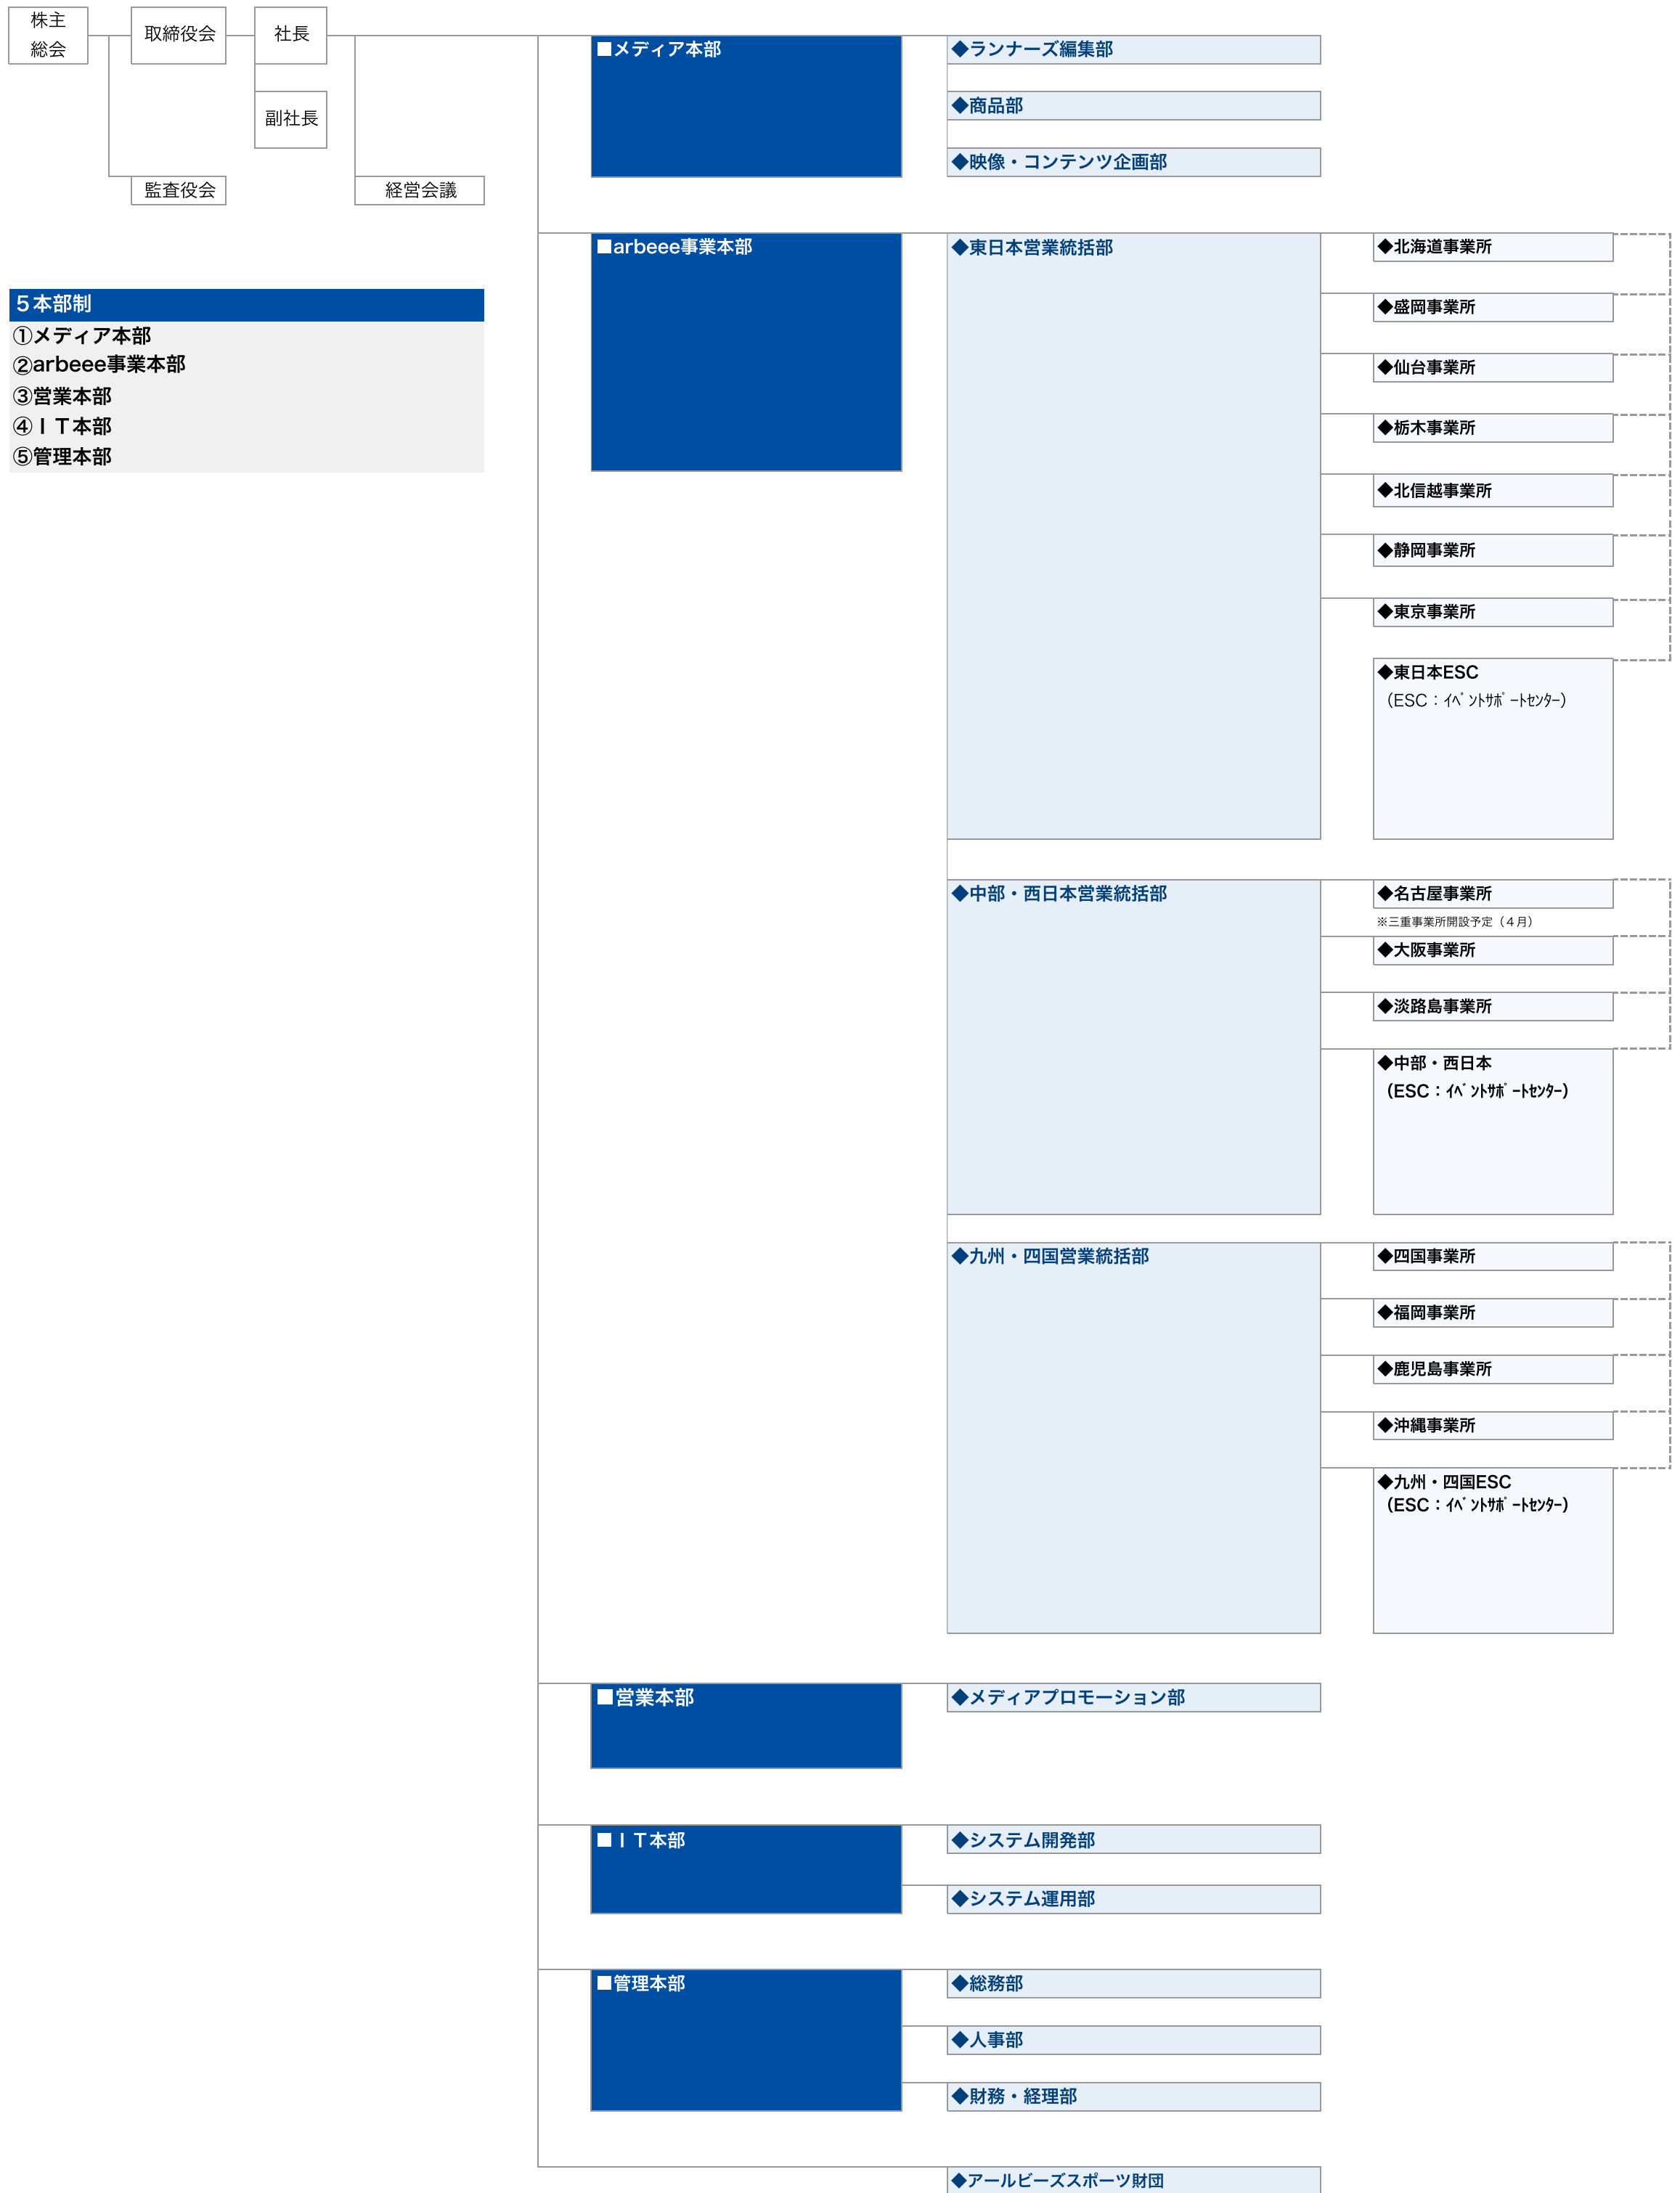 株主
総会
取締役会
社長
副社長
監査役会
経営会議
５本部制
①メディア本部
②arbeee事業本部
③営業本部
④ＩＴ本部
⑤管理本部
■メディア本部
◆ランナーズ編集部
◆商品部
◆映像・コンテンツ企画部
■arbeee事業本部
◆東日本営業統括部
◆北海道事業所
◆盛岡事業所
◆仙台事業所
◆栃木事業所
◆北信越事業所
◆静岡事業所
◆東京事業所
◆東日本ESC
（ESC：ｲﾍﾞﾝﾄｻﾎﾟｰﾄｾﾝﾀｰ）
◆中部・西日本営業統括部
◆名古屋事業所
※三重事業所開設予定（４月）
◆大阪事業所
◆淡路島事業所
◆中部・西日本
（ESC：ｲﾍﾞﾝﾄｻﾎﾟｰﾄｾﾝﾀｰ）
◆九州・四国営業統括部
◆四国事業所
◆福岡事業所
◆鹿児島事業所
◆沖縄事業所
◆九州・四国ESC
（ESC：ｲﾍﾞﾝﾄｻﾎﾟｰﾄｾﾝﾀｰ）
■営業本部
◆メディアプロモーション部
■ＩＴ本部
◆システム開発部
◆システム運用部
■管理本部
◆総務部
◆人事部
◆財務・経理部
◆アールビーズスポーツ財団